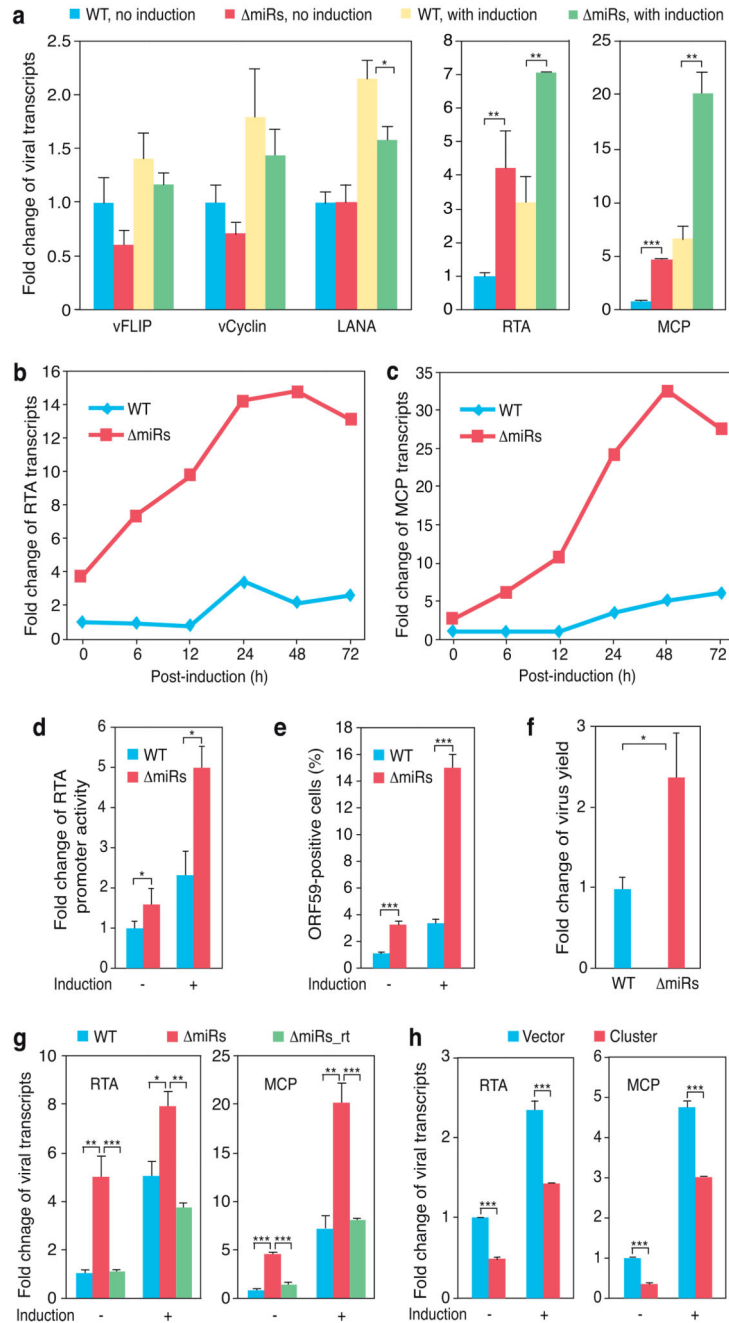 a
WT, no induction
ΔmiRs, no induction
WT, with induction
ΔmiRs, with induction
Fold change of viral transcripts
2.5
2.0
1.5
1.0
0.5
0
*
vFLIP
vCyclin
LANA
8
7
6
5
4
3
2
1
0
**
**
RTA
25
20
15
10
5
0
***
**
MCP
b
Fold change of RTA transcripts
16
14
12
10
8
6
4
2
0
WT
ΔmiRs
0
6
12
24
48
72
Post-induction (h)
c
Fold change of MCP transcripts
35
30
25
20
15
10
5
0
WT
ΔmiRs
0
6
12
24
48
72
Post-induction (h)
d
Fold change of RTA
promoter activity
6
5
4
3
2
1
0
WT
ΔmiRs
*
*
Induction
-
+
e
ORF59-positive cells (%)
18
16
14
12
10
8
6
4
2
0
WT
ΔmiRs
***
***
Induction
-
+
f
Fold change of virus yield
3
2
1
0
*
WT
ΔmiRs
g
WT
ΔmiRs
ΔmiRs_rt
Fold chnage of viral transcripts
10
8
6
4
2
0
RTA
**
***
*
**
Induction
-
+
25
20
15
10
5
0
MCP
***
***
**
***
-
+
h
Vector
Cluster
Fold change of viral transcripts
3
2
1
0
RTA
***
***
Induction
-
+
6
5
4
3
2
1
0
MCP
***
***
-
+